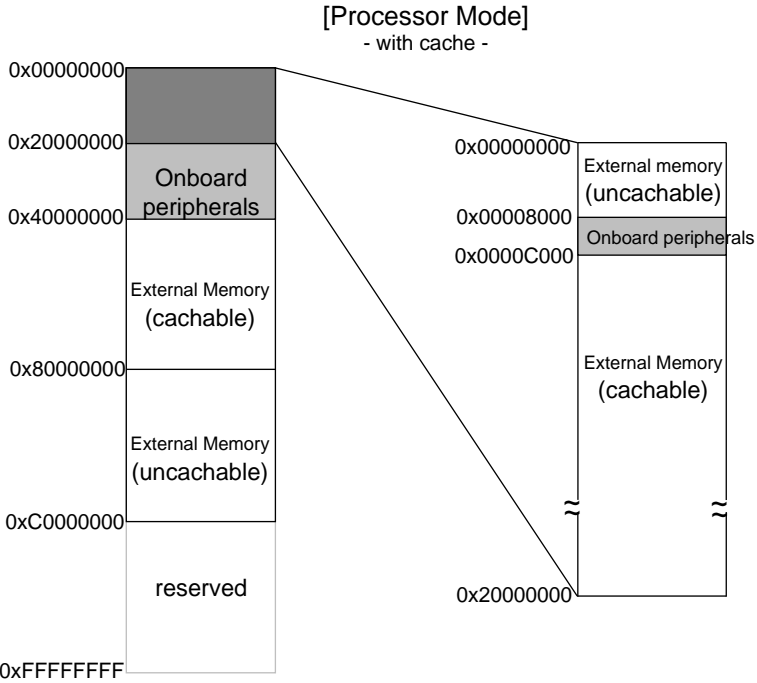 [Processor Mode]
- with cache -
0x00000000
0x20000000
Onboard
peripherals
0x40000000
External Memory
(cachable)
0x80000000
External Memory
(uncachable)
0xC0000000
reserved
0xFFFFFFFF
0x00000000
External memory
(uncachable)
0x00008000
Onboard peripherals
0x0000C000
External Memory
(cachable)
≈ ≈
0x20000000